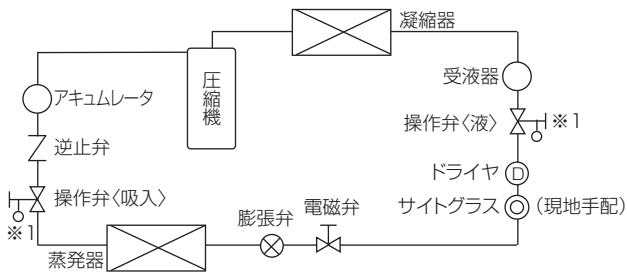 凝縮器
圧縮機
受液器
アキュムレータ
操作弁〈液〉
※1
逆止弁
ドライヤ
D
操作弁〈吸入〉
※1
サイトグラス
(現地手配)
膨張弁
電磁弁
蒸発器